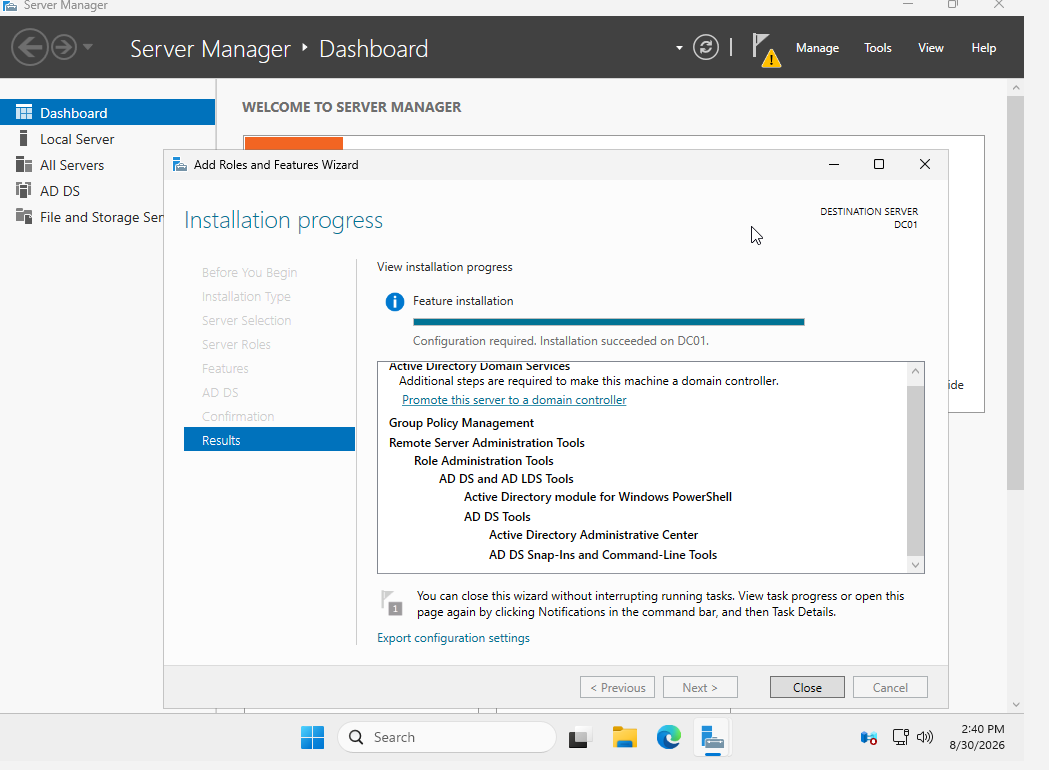 Server Manager
Server Manager · Dashboard
Manage Tools View Help
Dashboard
Local Server
All Servers
AD DS
File and Storage Ser
WELCOME TO SERVER MANAGER
Add Roles and Features Wizard
Installation progress
DESTINATION SERVER
DC01
Before You Begin
Installation Type
Server Selection
Server Roles
Features
AD DS
Confirmation
Results
View installation progress
Feature installation
Configuration required. Installation succeeded on DC01.
Active Directory Domain Services
Additional steps are required to make this machine a domain controller.
Promote this server to a domain controller
Group Policy Management
Remote Server Administration Tools
Role Administration Tools
AD DS and AD LDS Tools
Active Directory module for Windows PowerShell
AD DS Tools
Active Directory Administrative Center
AD DS Snap-Ins and Command-Line Tools
1
You can close this wizard without interrupting running tasks. View task progress or open this
page again by clicking Notifications in the command bar, and then Task Details.
Export configuration settings
< Previous Next > Close Cancel
ide
Search
2:40 PM
8/30/2026